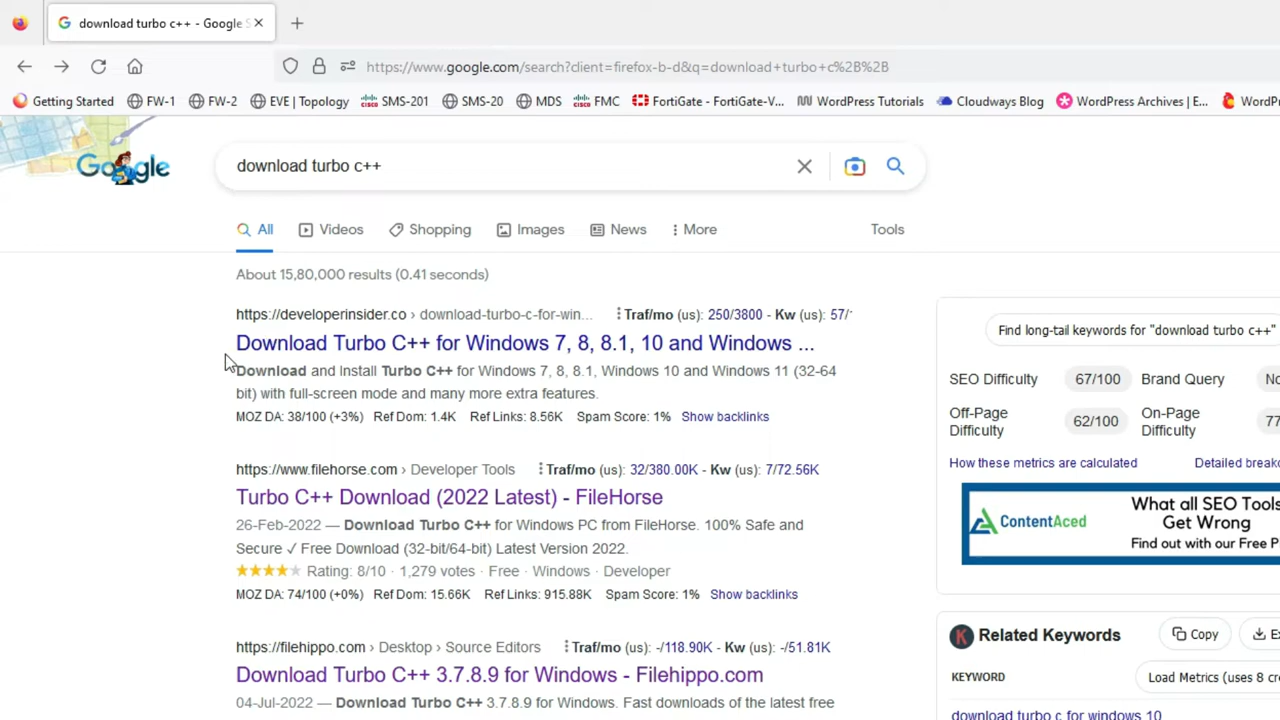 download turbo c++ - Google S
https://www.google.com/search?client=firefox-b-d&q=download+turbo+c%2B%2B
Getting Started FW-1 FW-2 EVE | Topology SMS-201 SMS-20 MDS FMC FortiGate - FortiGate-V... WordPress Tutorials Cloudways Blog WordPress Archives | E... WordPr
Google download turbo c++
All Videos Shopping Images News More Tools
About 15,80,000 results (0.41 seconds)
https://developerinsider.co › download-turbo-c-for-win... Traf/mo (us): 250/3800 - Kw (us): 57/
Download Turbo C++ for Windows 7, 8, 8.1, 10 and Windows ...
Download and Install Turbo C++ for Windows 7, 8, 8.1, Windows 10 and Windows 11 (32-64
bit) with full-screen mode and many more extra features.
MOZ DA: 38/100 (+3%) Ref Dom: 1.4K Ref Links: 8.56K Spam Score: 1% Show backlinks
https://www.filehorse.com › Developer Tools Traf/mo (us): 32/380.00K - Kw (us): 7/72.56K
Turbo C++ Download (2022 Latest) - FileHorse
26-Feb-2022 — Download Turbo C++ for Windows PC from FileHorse. 100% Safe and
Secure ✓ Free Download (32-bit/64-bit) Latest Version 2022.
Rating: 8/10 · 1,279 votes · Free · Windows · Developer
MOZ DA: 74/100 (+0%) Ref Dom: 15.66K Ref Links: 915.88K Spam Score: 1% Show backlinks
https://filehippo.com › Desktop › Source Editors Traf/mo (us): -/118.90K - Kw (us): -/51.81K
Download Turbo C++ 3.7.8.9 for Windows - Filehippo.com
04-Jul-2022 — Download Turbo C++ 3.7.8.9 for Windows. Fast downloads of the latest free
Find long-tail keywords for "download turbo c++"
SEO Difficulty 67/100 Brand Query No
Off-Page Difficulty 62/100 On-Page Difficulty 77
How these metrics are calculated Detailed breakd
ContentAced
What all SEO Tools
Get Wrong
Find out with our Free P
K Related Keywords Copy Ex
KEYWORD Load Metrics (uses 8 cre
download turbo c for windows 10